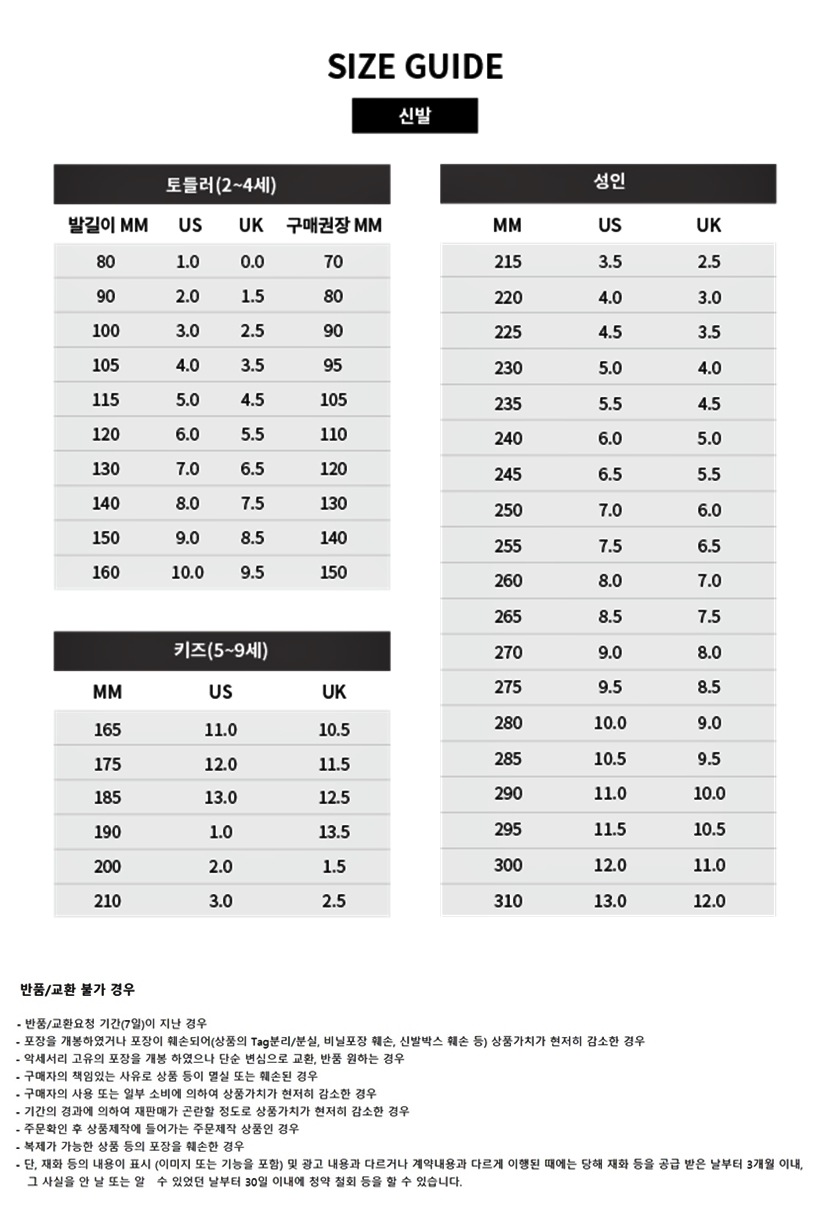 SIZE GUIDE
신발
토들러(2~4세)
발길이 MM US UK 구매권장 MM
80 1.0 0.0 70
90 2.0 1.5 80
100 3.0 2.5 90
105 4.0 3.5 95
115 5.0 4.5 105
120 6.0 5.5 110
130 7.0 6.5 120
140 8.0 7.5 130
150 9.0 8.5 140
160 10.0 9.5 150
키즈(5~9세)
MM US UK
165 11.0 10.5
175 12.0 11.5
185 13.0 12.5
190 1.0 13.5
200 2.0 1.5
210 3.0 2.5
성인
MM US UK
215 3.5 2.5
220 4.0 3.0
225 4.5 3.5
230 5.0 4.0
235 5.5 4.5
240 6.0 5.0
245 6.5 5.5
250 7.0 6.0
255 7.5 6.5
260 8.0 7.0
265 8.5 7.5
270 9.0 8.0
275 9.5 8.5
280 10.0 9.0
285 10.5 9.5
290 11.0 10.0
295 11.5 10.5
300 12.0 11.0
310 13.0 12.0
반품/교환 불가 경우
- 반품/교환요청 기간(7일)이 지난 경우
- 포장을 개봉하였거나 포장이 훼손되어(상품의 Tag분리/분실, 비닐포장 훼손, 신발박스 훼손 등) 상품가치가 현저히 감소한 경우
- 악세서리 고유의 포장을 개봉 하였으나 단순 변심으로 교환, 반품 원하는 경우
- 구매자의 책임있는 사유로 상품 등이 멸실 또는 훼손된 경우
- 구매자의 사용 또는 일부 소비에 의하여 상품가치가 현저히 감소한 경우
- 기간의 경과에 의하여 재판매가 곤란할 정도로 상품가치가 현저히 감소한 경우
- 주문확인 후 상품제작에 들어가는 주문제작 상품인 경우
- 복제가 가능한 상품 등의 포장을 훼손한 경우
- 단, 재화 등의 내용이 표시 (이미지 또는 기능을 포함) 및 광고 내용과 다르거나 계약내용과 다르게 이행된 때에는 당해 재화 등을 공급 받은 날부터 3개월 이내,
그 사실을 안 날 또는 알 수 있었던 날부터 30일 이내에 청약 철회 등을 할 수 있습니다.